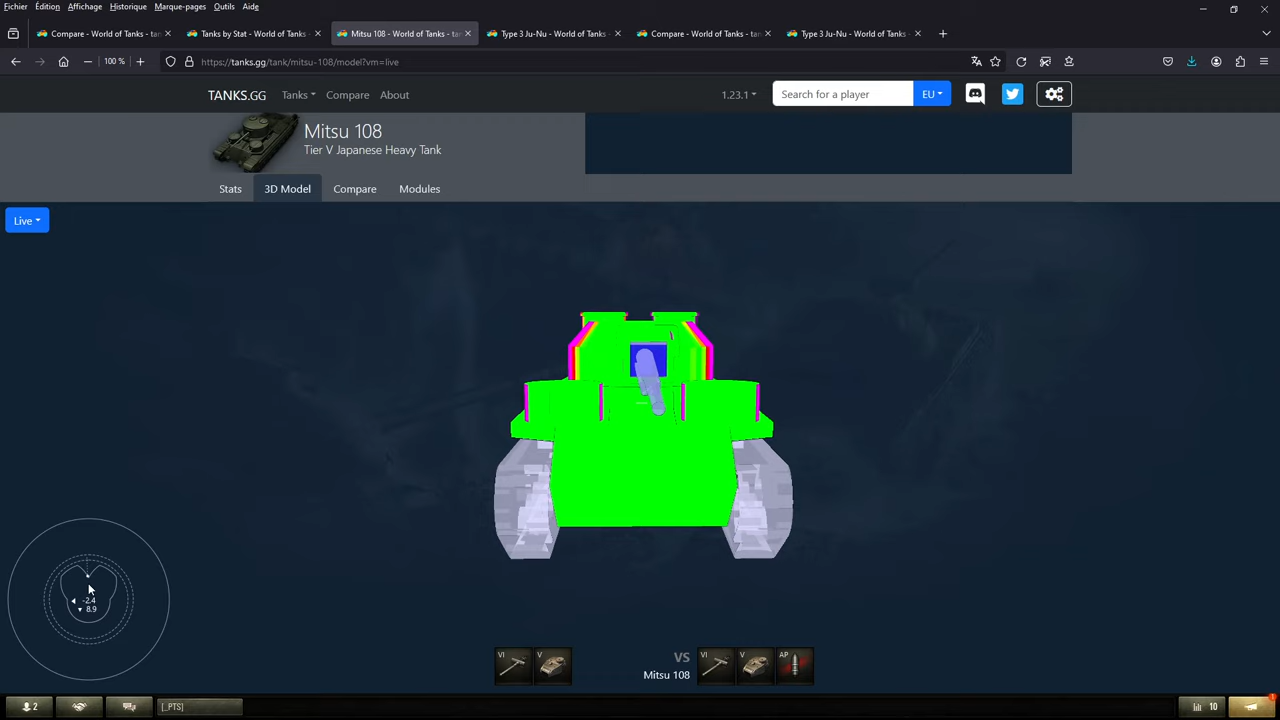 Fichier Édition Affichage Historique Marque-pages Outils Aide
Compare - World of Tanks - tan
Tanks by Stat - World of Tanks -
Mitsu 108 - World of Tanks - tan
Type 3 Ju-Nu - World of Tanks -
Compare - World of Tanks - tan
Type 3 Ju-Nu - World of Tanks -
100 %
https://tanks.gg/tank/mitsu-108/model?vm=live
TANKS.GG Tanks Compare About 1.23.1 Search for a player EU
Mitsu 108
Tier V Japanese Heavy Tank
Stats 3D Model Compare Modules
Live
-2.4
8.9
VI V VS VI V AP
Mitsu 108
2 [_PTS] 10 1